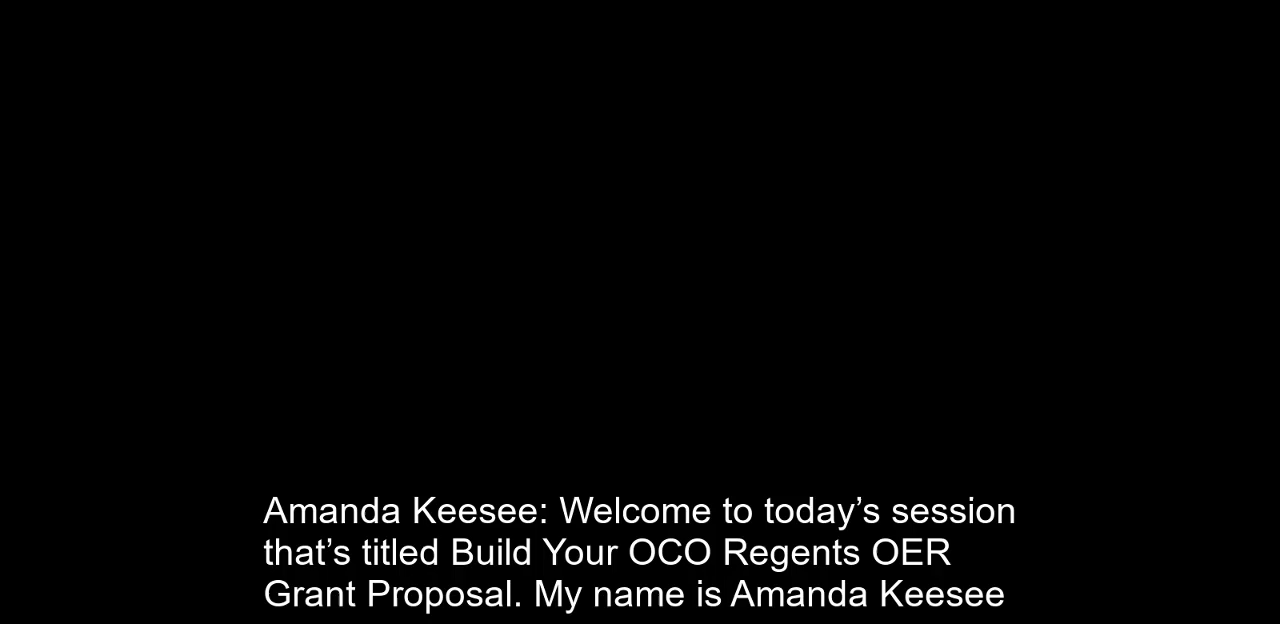 Amanda Keesee: Welcome to today’s session
that’s titled Build Your OCO Regents OER
Grant Proposal. My name is Amanda Keesee